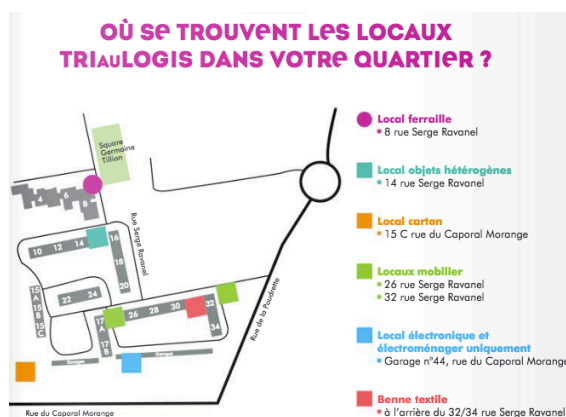 OÙ SE TROUVENT LES LOCAUX
TRIAULOGIS DANS VOTRE QUARTIER ?
Square
Germaine
Tillion
4
6
8
10
12
14
16
18
20
Rue Serge Ravanel
15
A
15
B
15
C
22
24
17
A
17
B
26
28
30
32
34
Garages
Garages
Rue de la Poudrette
Rue du Caporal Morange
Local ferraille
8 rue Serge Ravanel
Local objets hétérogènes
14 rue Serge Ravanel
Local carton
15 C rue du Caporal Morange
Locaux mobilier
26 rue Serge Ravanel
32 rue Serge Ravanel
Local électronique et
électroménager uniquement
Garage n°44, rue du Caporal Morange
Benne textile
à l'arrière du 32/34 rue Serge Ravanel